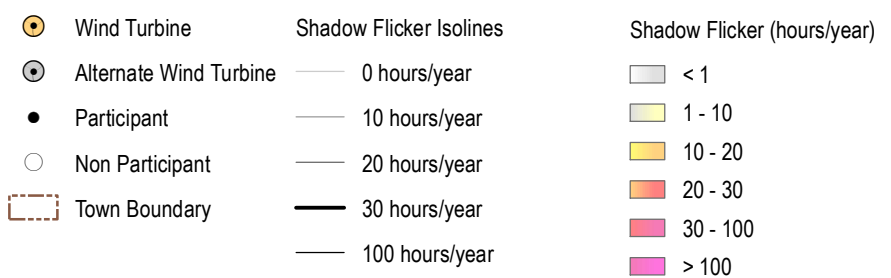 Wind Turbine
Alternate Wind Turbine
Participant
Non Participant
Town Boundary
Shadow Flicker Isolines
0 hours/year
10 hours/year
20 hours/year
30 hours/year
100 hours/year
Shadow Flicker (hours/year)
< 1
1 - 10
10 - 20
20 - 30
30 - 100
> 100